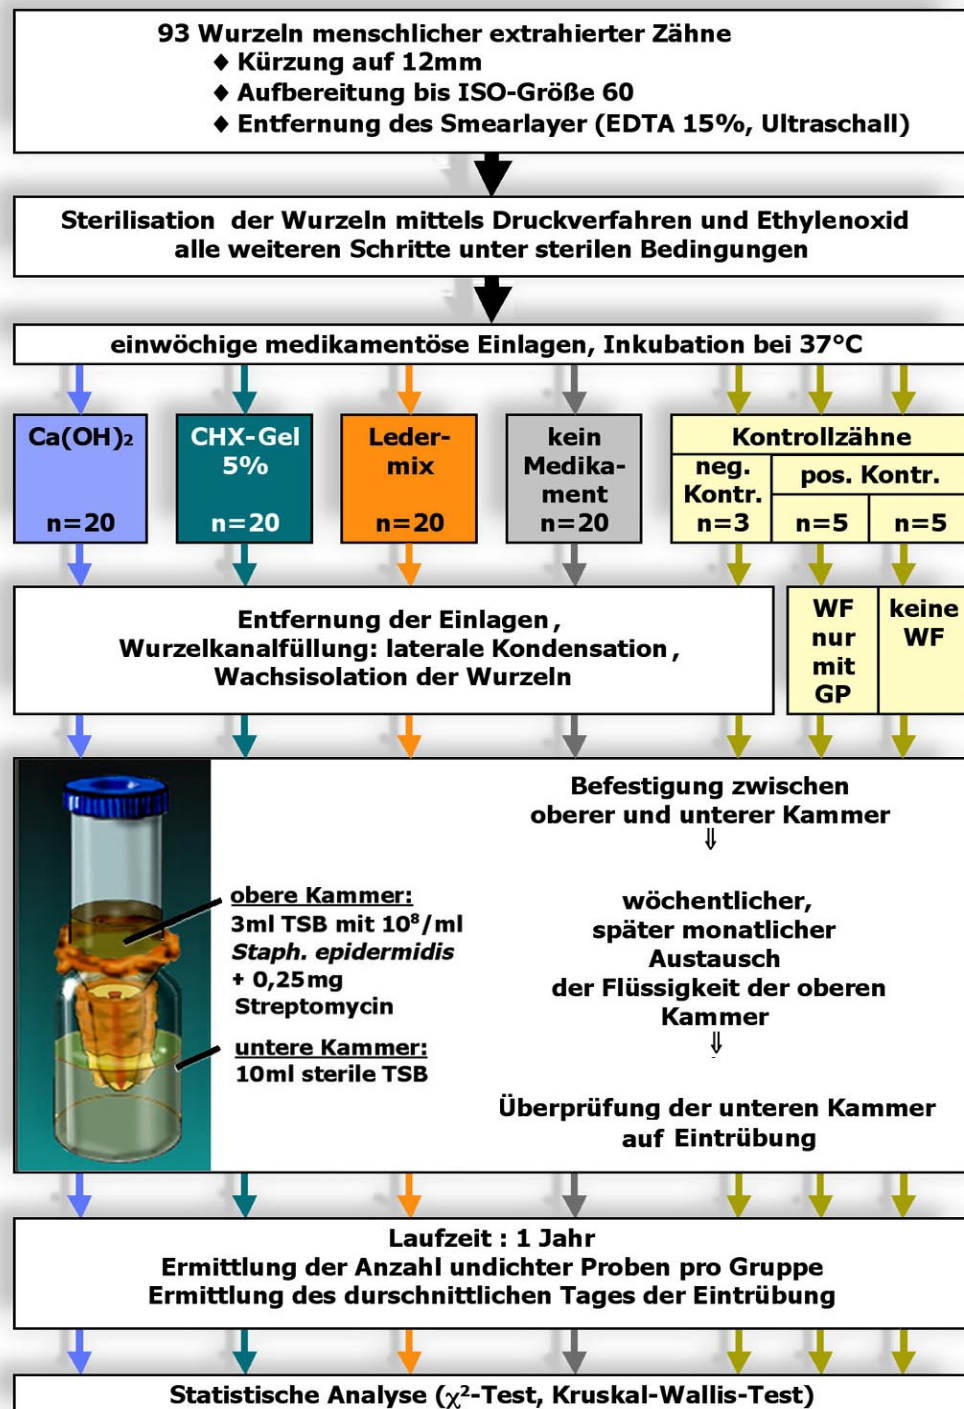 93 Wurzeln menschlicher extrahierter Zähne
♦ Kürzung auf 12mm
♦ Aufbereitung bis ISO-Größe 60
♦ Entfernung des Smearlayer (EDTA 15%, Ultraschall)
Sterilisation der Wurzeln mittels Druckverfahren und Ethylenoxid
alle weiteren Schritte unter sterilen Bedingungen
einwöchige medikamentöse Einlagen, Inkubation bei 37°C
Ca(OH)₂
n=20
CHX-Gel
5%
n=20
Leder-
mix
n=20
kein
Medika-
ment
n=20
Kontrollzähne
neg.
Kontr.
n=3
pos. Kontr.
n=5
n=5
Entfernung der Einlagen,
Wurzelkanalfüllung: laterale Kondensation,
Wachsisolation der Wurzeln
WF
nur
mit
GP
keine
WF
obere Kammer:
3ml TSB mit 10⁸/ml
Staph. epidermidis
+ 0,25mg
Streptomycin
untere Kammer:
10ml sterile TSB
Befestigung zwischen
oberer und unterer Kammer
⇓
wöchentlicher,
später monatlicher
Austausch
der Flüssigkeit der oberen
Kammer
⇓
Überprüfung der unteren Kammer
auf Eintrübung
Laufzeit : 1 Jahr
Ermittlung der Anzahl undichter Proben pro Gruppe
Ermittlung des durschnittlichen Tages der Eintrübung
Statistische Analyse (χ²-Test, Kruskal-Wallis-Test)